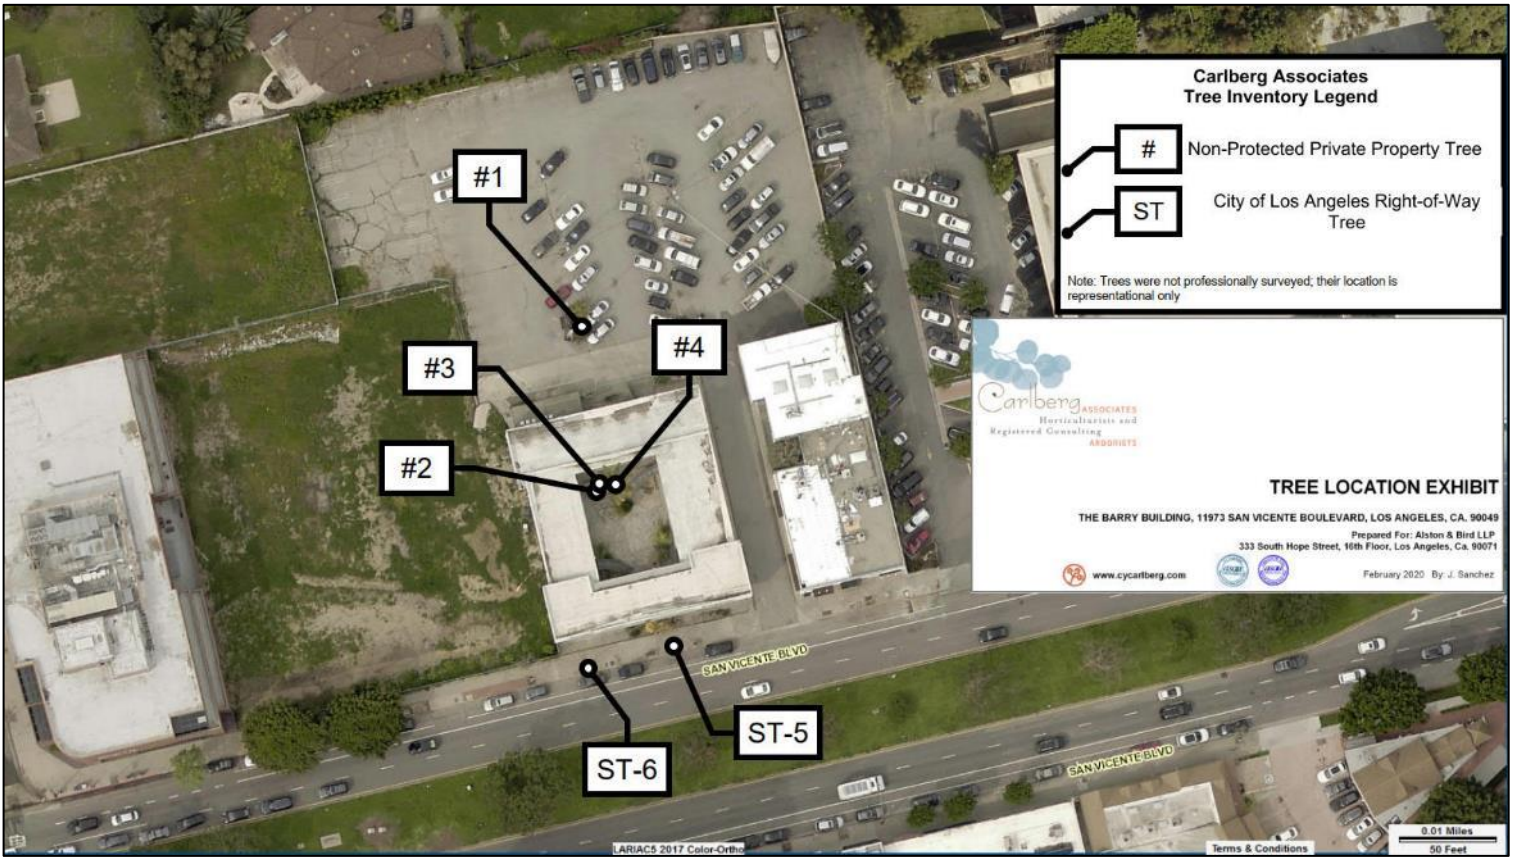 Carlberg Associates
Tree Inventory Legend
#
Non-Protected Private Property Tree
ST
City of Los Angeles Right-of-Way
Tree
Note: Trees were not professionally surveyed; their location is
representational only
#1
#3
#4
#2
ST-5
ST-6
SAN VICENTE BLVD
SAN VICENTE BLVD
Carlberg ASSOCIATES
Horticulturists and
Registered Consulting
ARBORISTS
TREE LOCATION EXHIBIT
THE BARRY BUILDING, 11973 SAN VICENTE BOULEVARD, LOS ANGELES, CA. 90049
Prepared For: Alston & Bird LLP
333 South Hope Street, 16th Floor, Los Angeles, Ca. 90071
www.cycarlberg.com
February 2020 By: J. Sanchez
LARIAC5 2017 Color-Ortho
Terms & Conditions
0.01 Miles
50 Feet